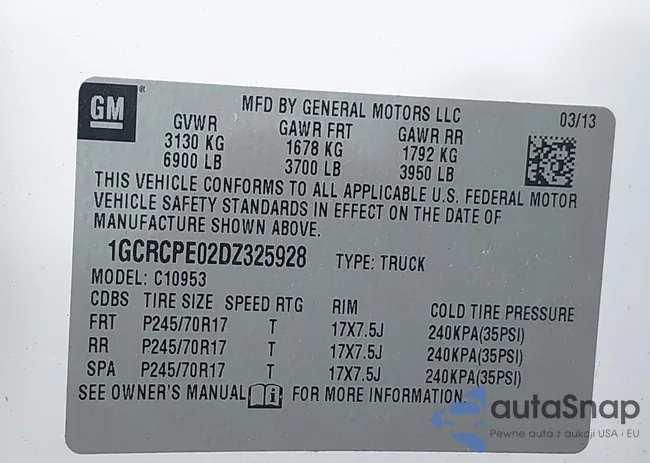 GM
MFD BY GENERAL MOTORS LLC 03/13
GVWR GAWR FRT GAWR RR
3130 KG 1678 KG 1792 KG
6900 LB 3700 LB 3950 LB
THIS VEHICLE CONFORMS TO ALL APPLICABLE U.S. FEDERAL MOTOR
VEHICLE SAFETY STANDARDS IN EFFECT ON THE DATE OF
MANUFACTURE SHOWN ABOVE.
1GCRCPE02DZ325928 TYPE: TRUCK
MODEL: C10953
CDBS TIRE SIZE SPEED RTG RIM COLD TIRE PRESSURE
FRT P245/70R17 T 17X7.5J 240KPA(35PSI)
RR P245/70R17 T 17X7.5J 240KPA(35PSI)
SPA P245/70R17 T 17X7.5J 240KPA(35PSI)
SEE OWNER'S MANUAL FOR MORE INFORMATION.
autaSnap
Pewne auta z aukcji USA i EU